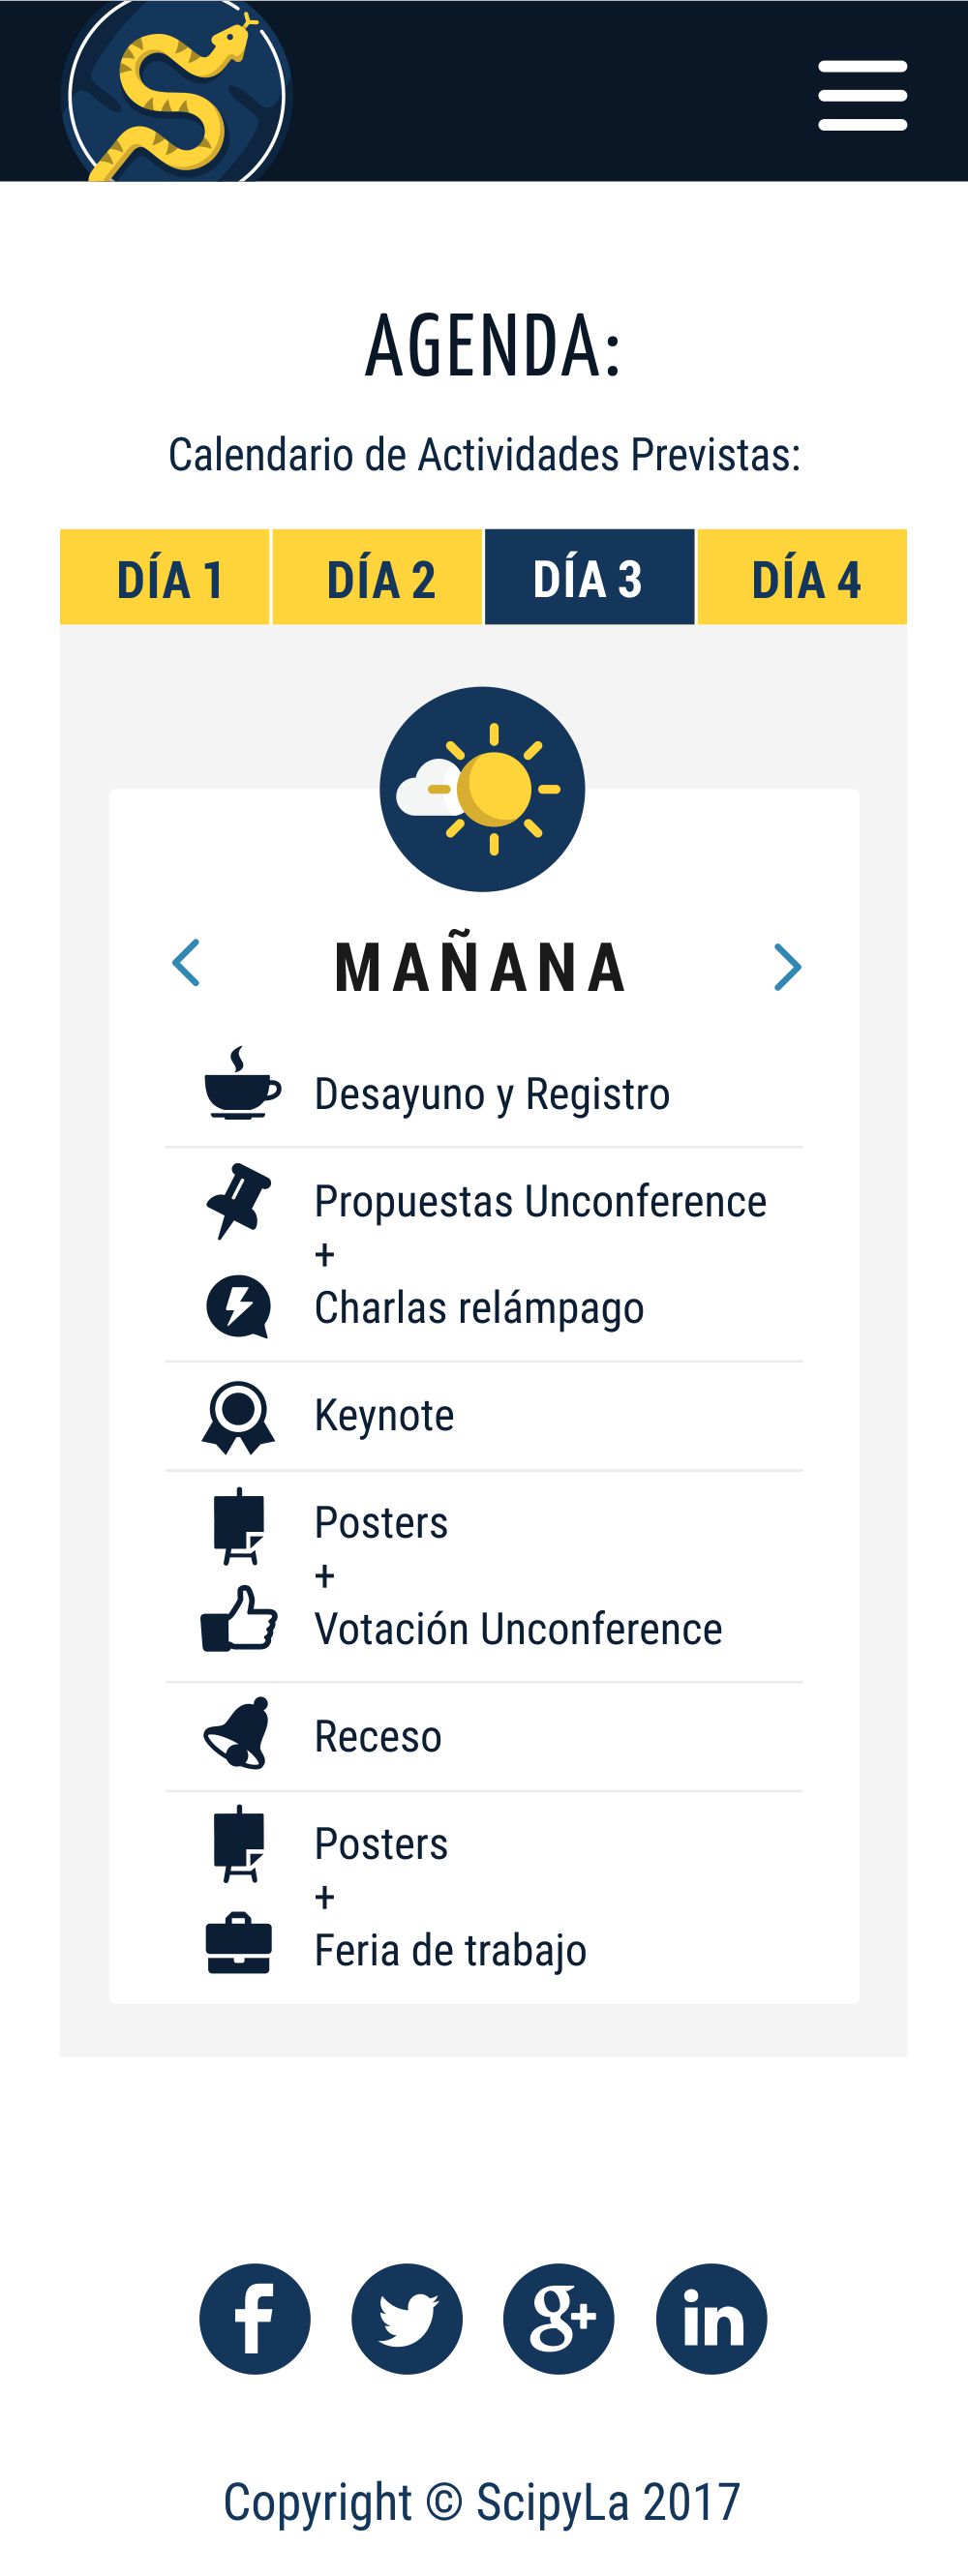 AGENDA:
Calendario de Actividades Previstas:
DÍA 1 DÍA 2 DÍA 3 DÍA 4
MAÑANA
Desayuno y Registro
Propuestas Unconference
+
Charlas relámpago
Keynote
Posters
+
Votación Unconference
Receso
Posters
+
Feria de trabajo
f g+ in
Copyright © ScipyLa 2017